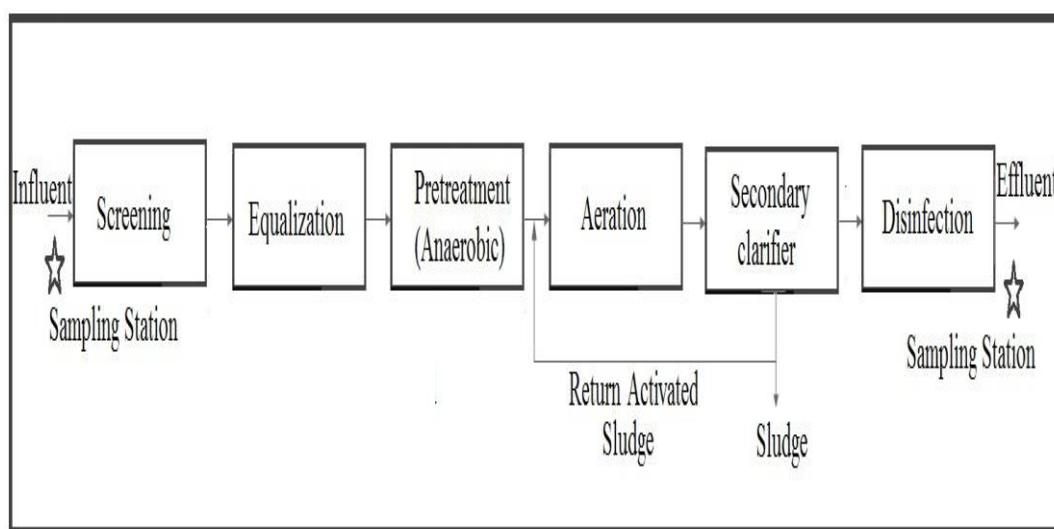 Influent
Screening
Equalization
Pretreatment
(Anaerobic)
Aeration
Secondary
clarifier
Disinfection
Effluent
Sampling Station
Sampling Station
Return Activated
Sludge
Sludge